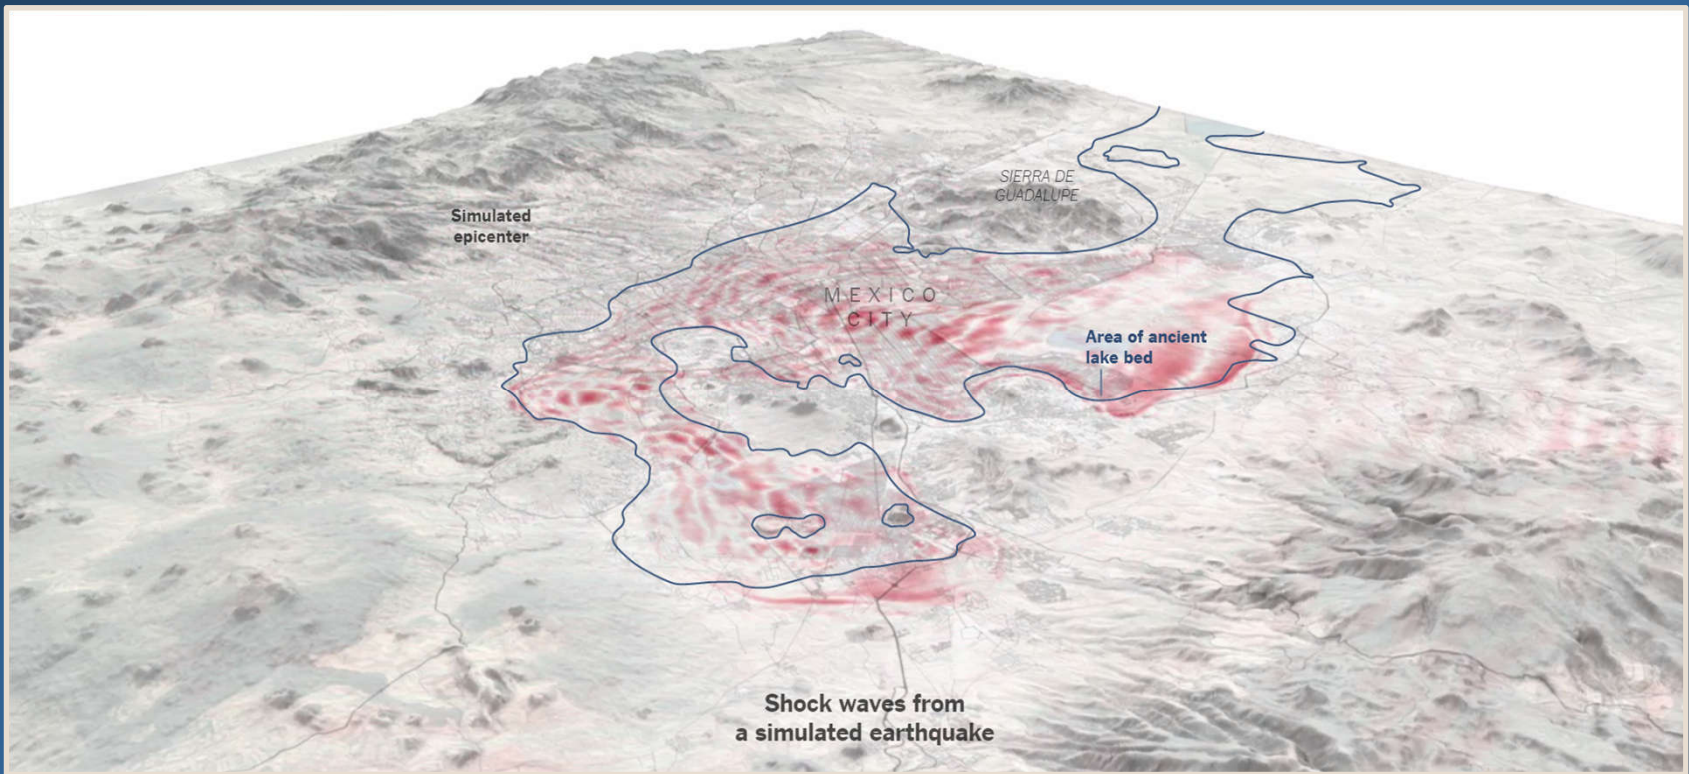 SIERRA DE
GUADALUPE
Simulated
epicenter
MEXICO
CITY
Area of ancient
lake bed
Shock waves from
a simulated earthquake